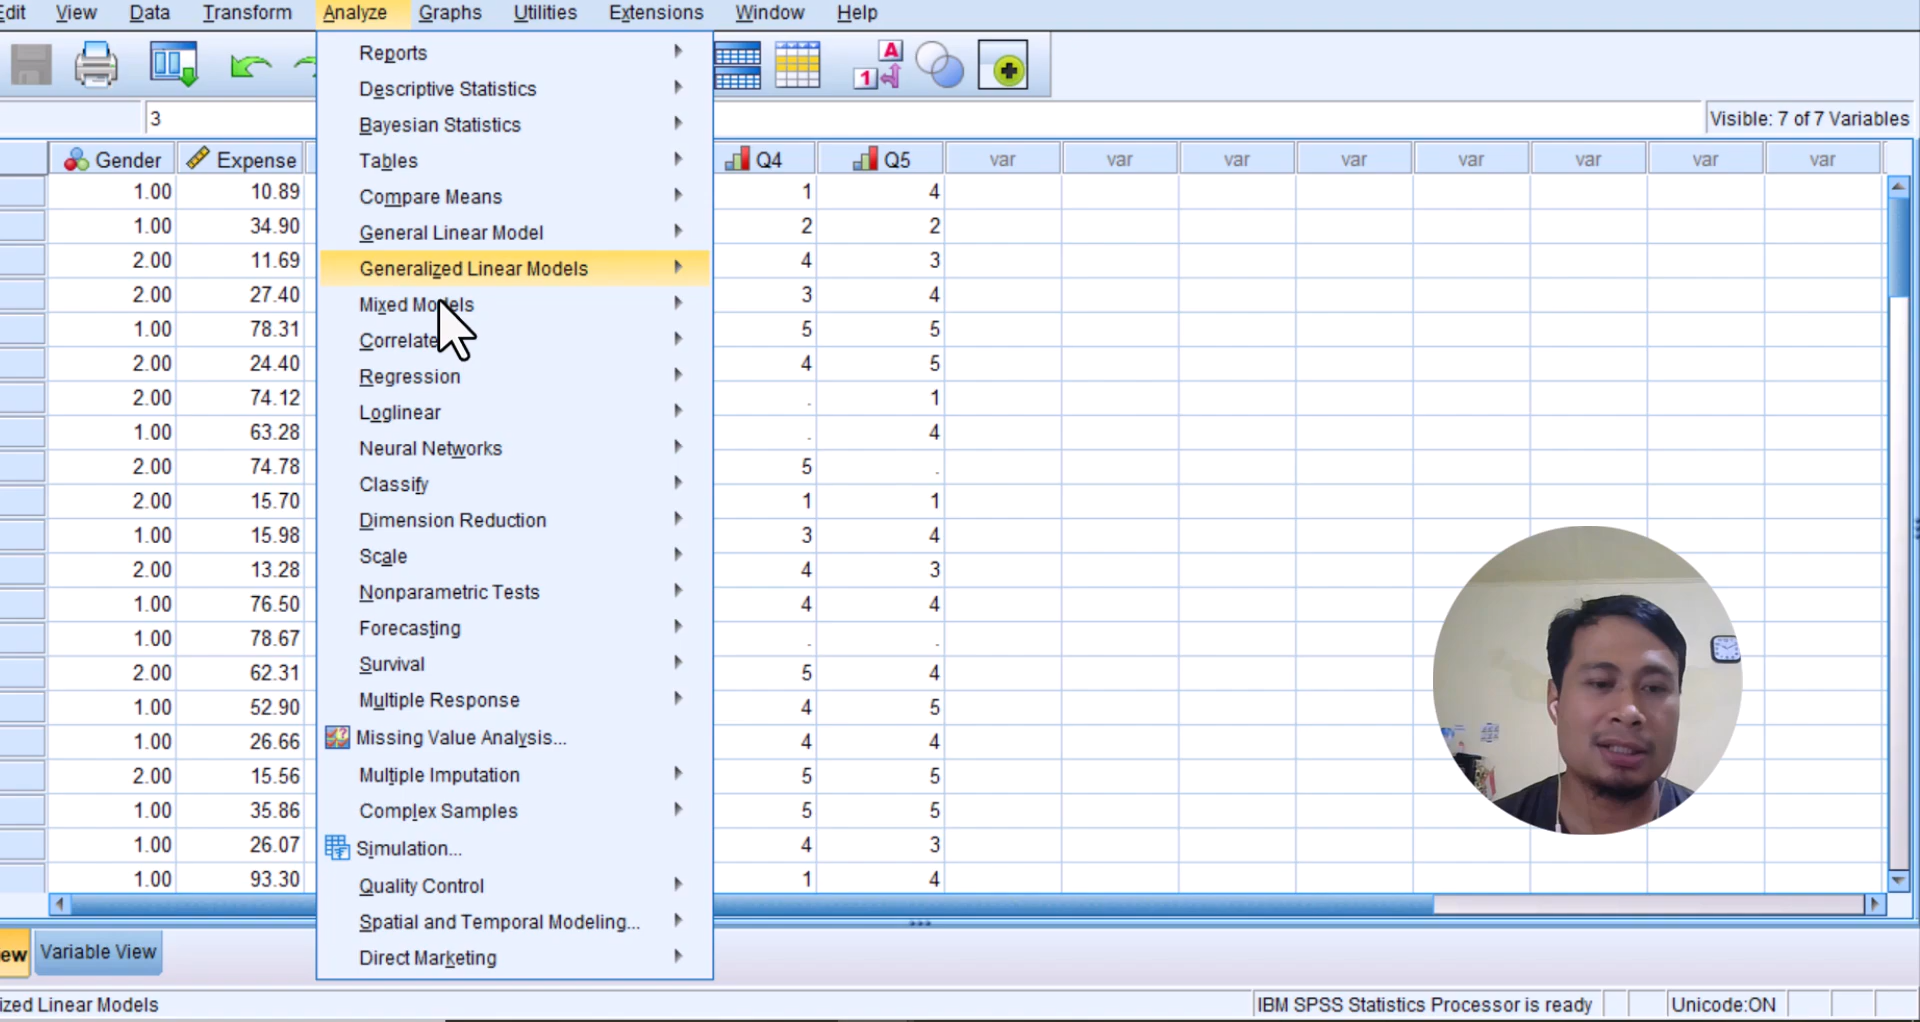 Edit View Data Transform Analyze Graphs Utilities Extensions Window Help
3
Visible: 7 of 7 Variables
Gender Expense Q4 Q5 var var var var var var var var
1.00 10.89 1 4
1.00 34.90 2 2
2.00 11.69 4 3
2.00 27.40 3 4
1.00 78.31 5 5
2.00 24.40 4 5
2.00 74.12 . 1
1.00 63.28 . 4
2.00 74.78 5 .
2.00 15.70 1 1
1.00 15.98 3 4
2.00 13.28 4 3
1.00 76.50 4 4
1.00 78.67 . .
2.00 62.31 5 4
1.00 52.90 4 5
1.00 26.66 4 4
2.00 15.56 5 5
1.00 35.86 5 5
1.00 26.07 4 3
1.00 93.30 1 4
Reports
Descriptive Statistics
Bayesian Statistics
Tables
Compare Means
General Linear Model
Generalized Linear Models
Mixed Models
Correlate
Regression
Loglinear
Neural Networks
Classify
Dimension Reduction
Scale
Nonparametric Tests
Forecasting
Survival
Multiple Response
Missing Value Analysis...
Multiple Imputation
Complex Samples
Simulation...
Quality Control
Spatial and Temporal Modeling...
Direct Marketing
ew Variable View
ized Linear Models
IBM SPSS Statistics Processor is ready
Unicode:ON